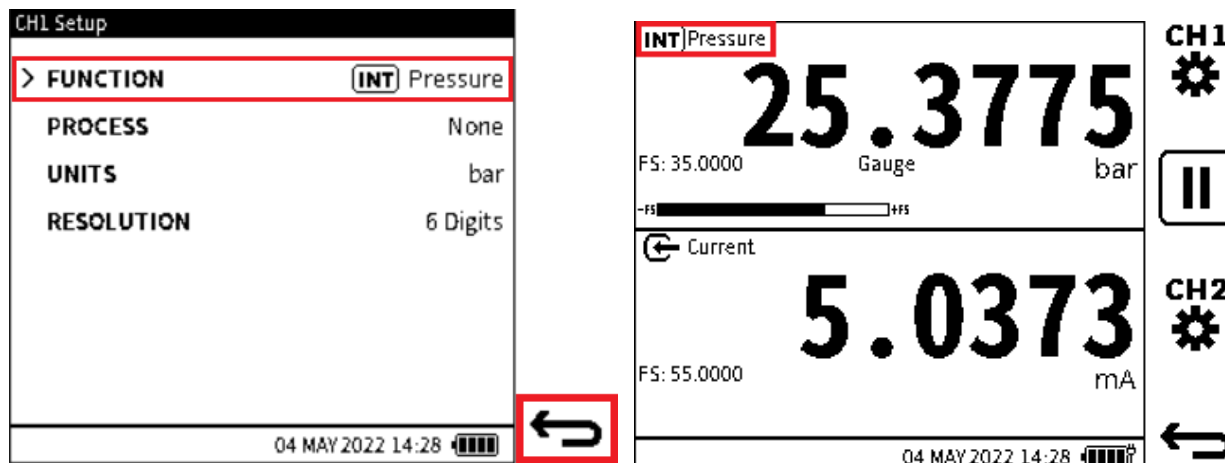 CH1 Setup
> FUNCTION INT Pressure
PROCESS None
UNITS bar
RESOLUTION 6 Digits
04 MAY 2022 14:28
INT Pressure
25.3775
FS: 35.0000 Gauge bar
-FS +FS
Current
5.0373
FS: 55.0000 mA
04 MAY 2022 14:28
CH1
CH2